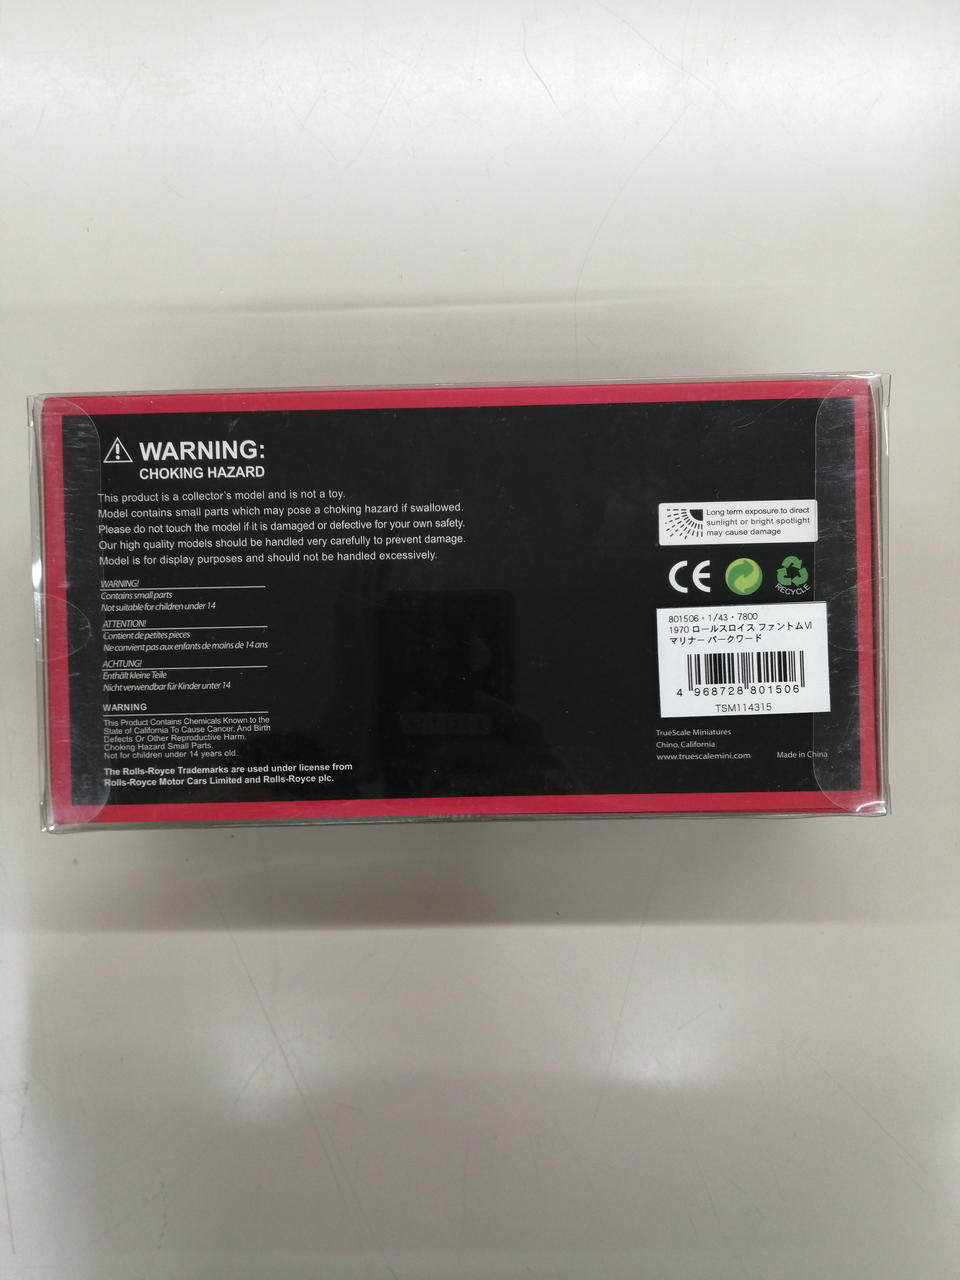 WARNING:
CHOKING HAZARD
This product is a collector's model and is not a toy.
Model contains small parts which may pose a choking hazard if swallowed.
Please do not touch the model if it is damaged or defective for your own safety.
Our high quality models should be handled very carefully to prevent damage.
Model is for display purposes and should not be handled excessively.
WARNING!
Contains small parts
Not suitable for children under 14
ATTENTION!
Contient de petites pieces
Ne convient pas aux enfants de moins de 14 ans
ACHTUNG!
Enthält kleine Teile
Nicht verwendbar für Kinder unter 14
WARNING
This Product Contains Chemicals Known to the
State of California To Cause Cancer, And Birth
Defects Or Other Reproductive Harm.
Choking Hazard Small Parts.
Not for children under 14 years old.
The Rolls-Royce Trademarks are used under license from
Rolls-Royce Motor Cars Limited and Rolls-Royce plc.
Long term exposure to direct
sunlight or bright spotlight
may cause damage
CE
RECYCLE
801506・1/43・7800
1970 ロールスロイス ファントムⅥ
マリナー パークワード
4 968728 801506
TSM114315
TrueScale Miniatures
Chino, California
www.truescalemini.com
Made in China